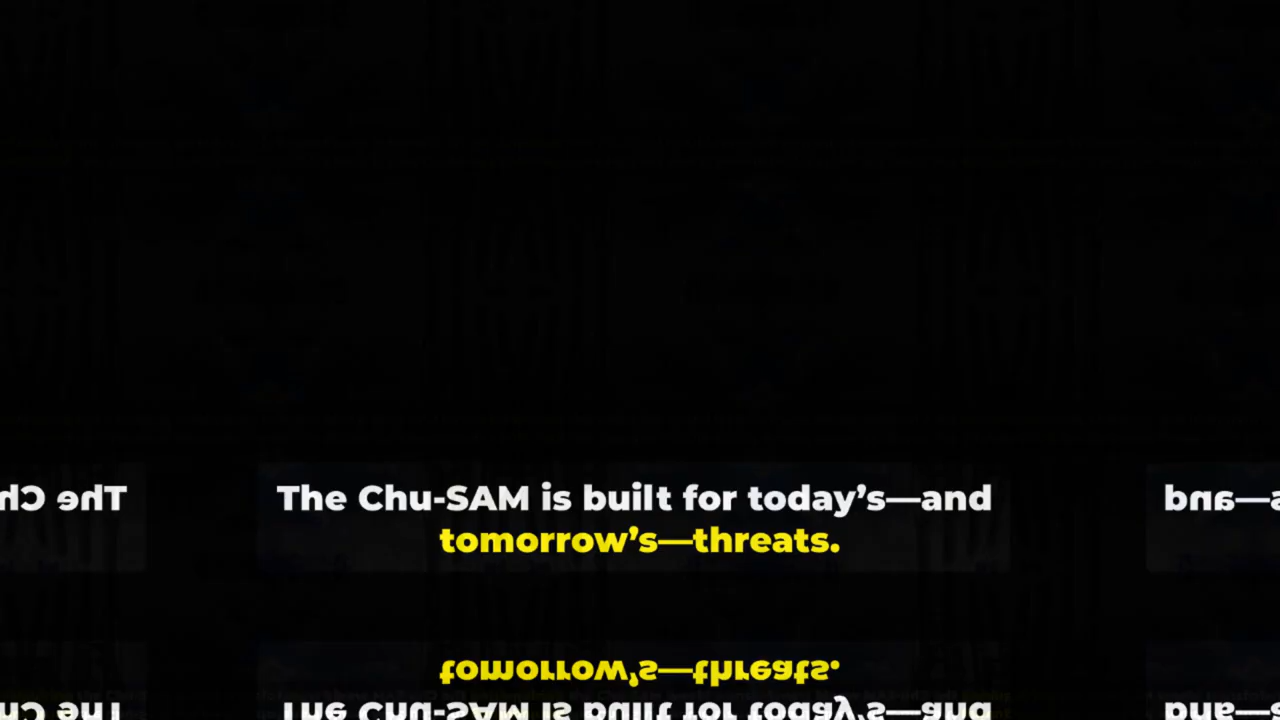 The Chu-SAM is built for today’s—and
tomorrow’s—threats.